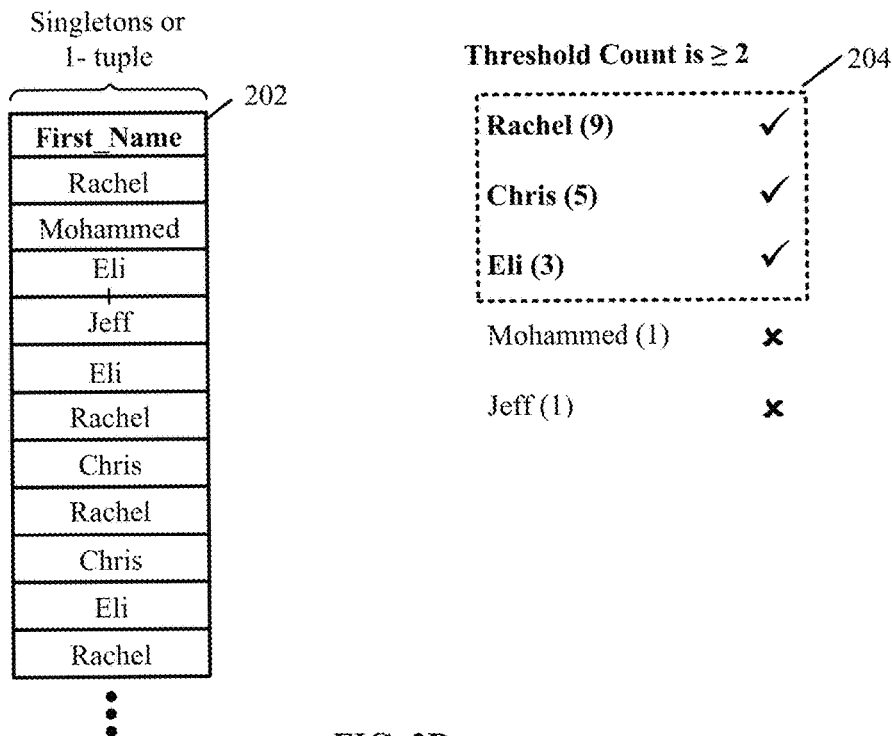 Singletons or
1- tuple
202
First_Name
Rachel
Mohammed
Eli
Jeff
Eli
Rachel
Chris
Rachel
Chris
Eli
Rachel
Threshold Count is ≥ 2
204
Rachel (9) ✓
Chris (5) ✓
Eli (3) ✓
Mohammed (1) ×
Jeff (1) ×